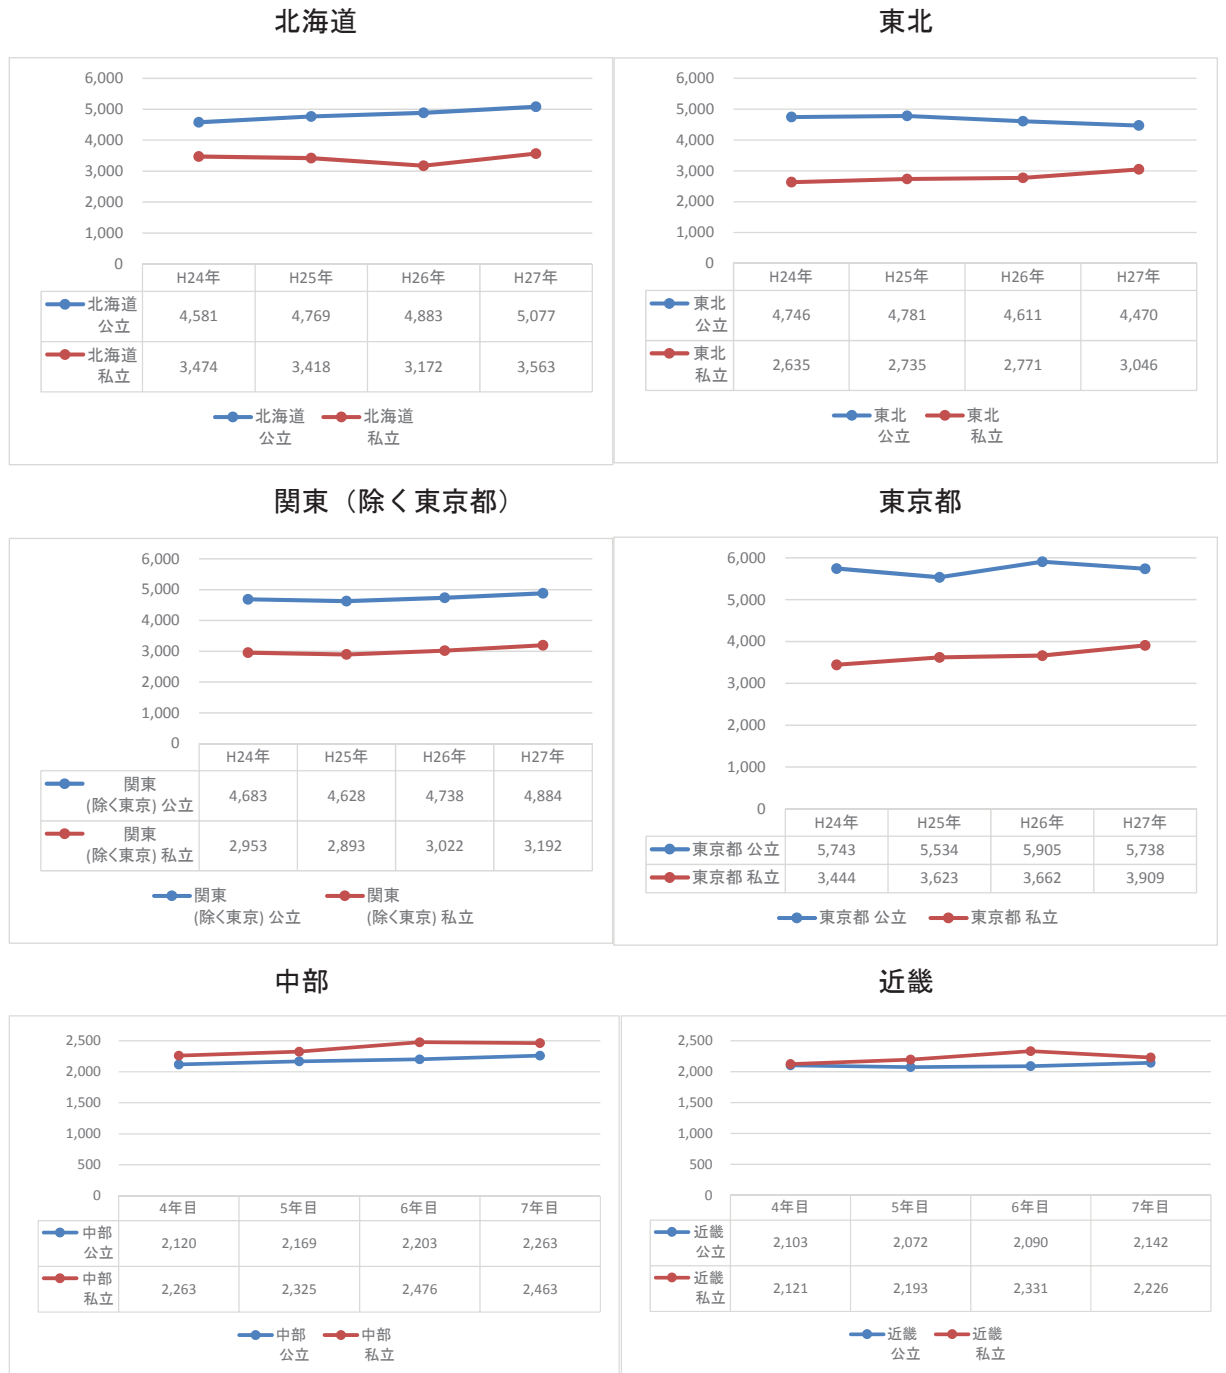 北海道
6,000
5,000
4,000
3,000
2,000
1,000
0
H24年 H25年 H26年 H27年
北海道
公立 4,581 4,769 4,883 5,077
北海道
私立 3,474 3,418 3,172 3,563
北海道 北海道
公立 私立
東北
6,000
5,000
4,000
3,000
2,000
1,000
0
H24年 H25年 H26年 H27年
東北
公立 4,746 4,781 4,611 4,470
東北
私立 2,635 2,735 2,771 3,046
東北 東北
公立 私立
関東（除く東京都）
6,000
5,000
4,000
3,000
2,000
1,000
0
H24年 H25年 H26年 H27年
関東
(除く東京) 公立 4,683 4,628 4,738 4,884
関東
(除く東京) 私立 2,953 2,893 3,022 3,192
関東 関東
(除く東京) 公立 (除く東京) 私立
東京都
6,000
5,000
4,000
3,000
2,000
1,000
0
H24年 H25年 H26年 H27年
東京都 公立 5,743 5,534 5,905 5,738
東京都 私立 3,444 3,623 3,662 3,909
東京都 公立 東京都 私立
中部
2,500
2,000
1,500
1,000
500
0
4年目 5年目 6年目 7年目
中部
公立 2,120 2,169 2,203 2,263
中部
私立 2,263 2,325 2,476 2,463
中部 中部
公立 私立
近畿
2,500
2,000
1,500
1,000
500
0
4年目 5年目 6年目 7年目
近畿
公立 2,103 2,072 2,090 2,142
近畿
私立 2,121 2,193 2,331 2,226
近畿 近畿
公立 私立